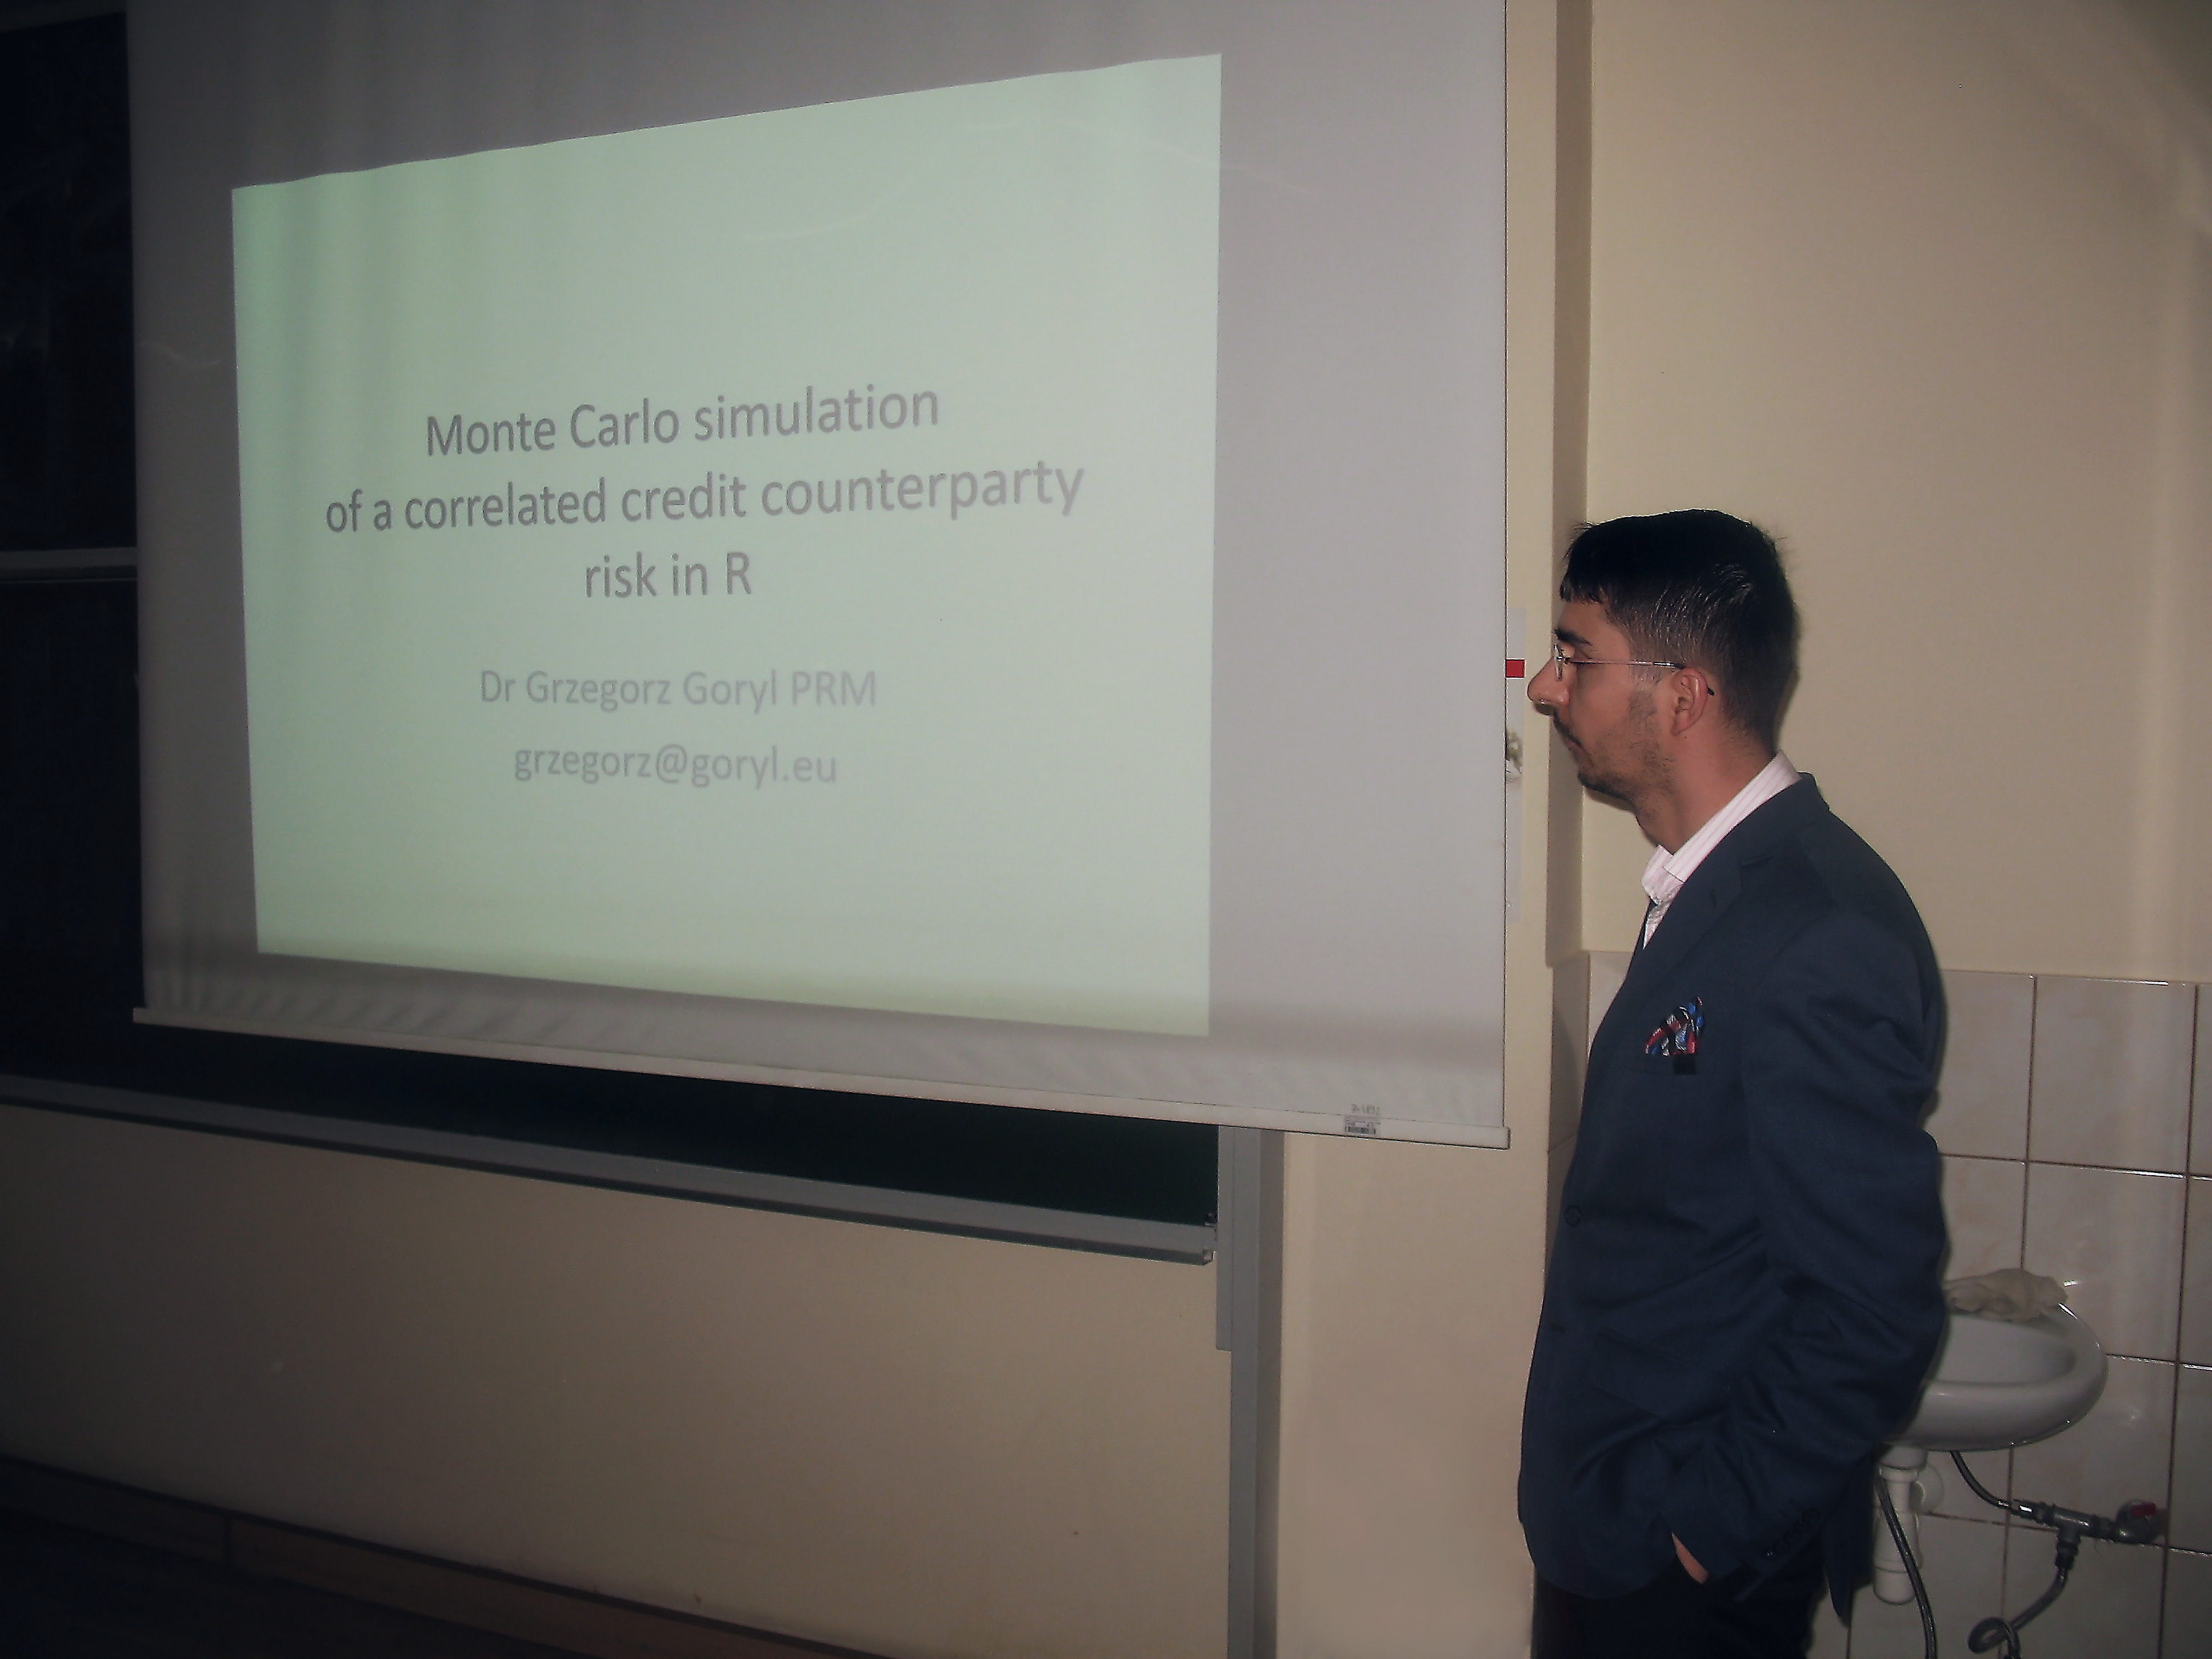 Monte Carlo simulation
of a correlated credit counterparty
risk in R
Dr Grzegorz Goryl PRM
grzegorz@goryl.eu